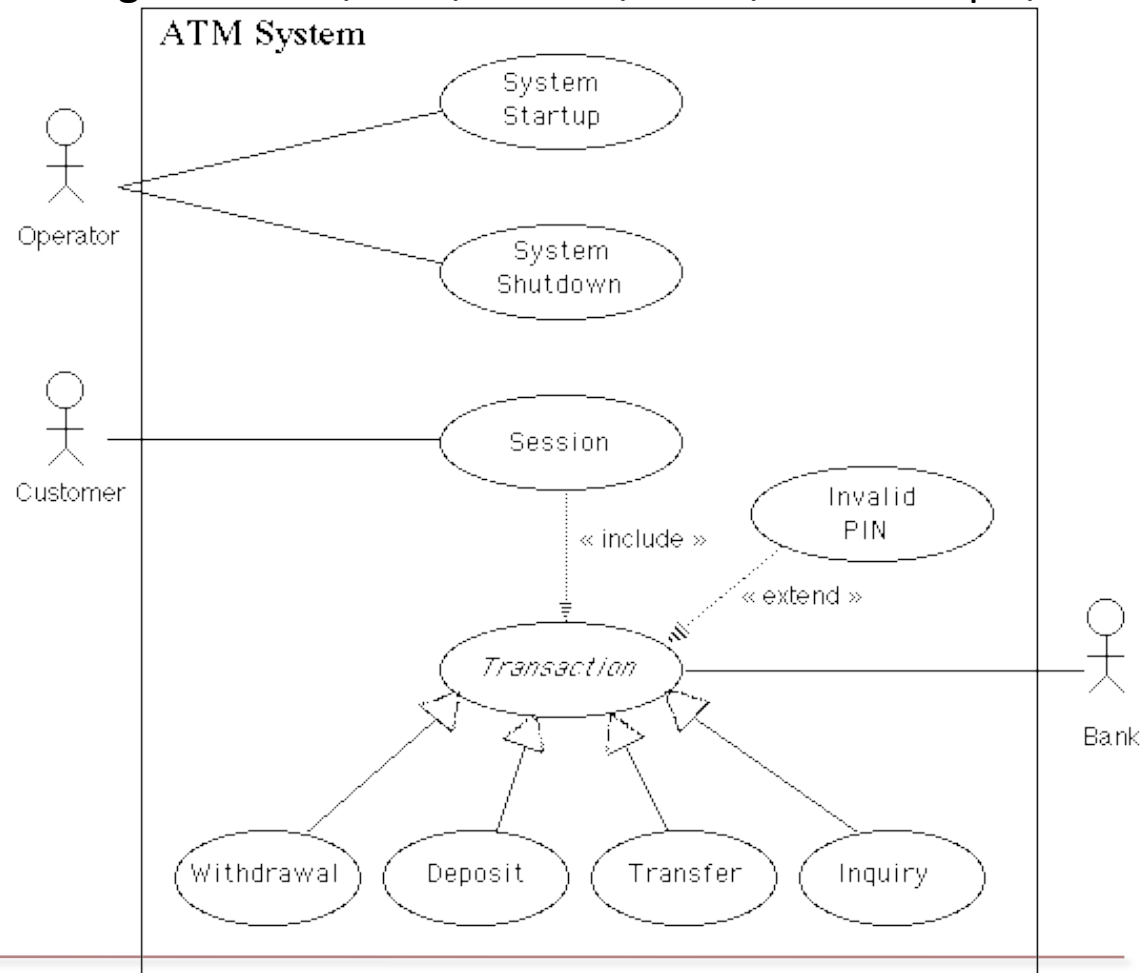 ATM System
System
Startup
Operator
System
Shutdown
Session
Customer
Invalid
PIN
« include »
« extend »
Transaction
Bank
Withdrawal
Deposit
Transfer
Inquiry